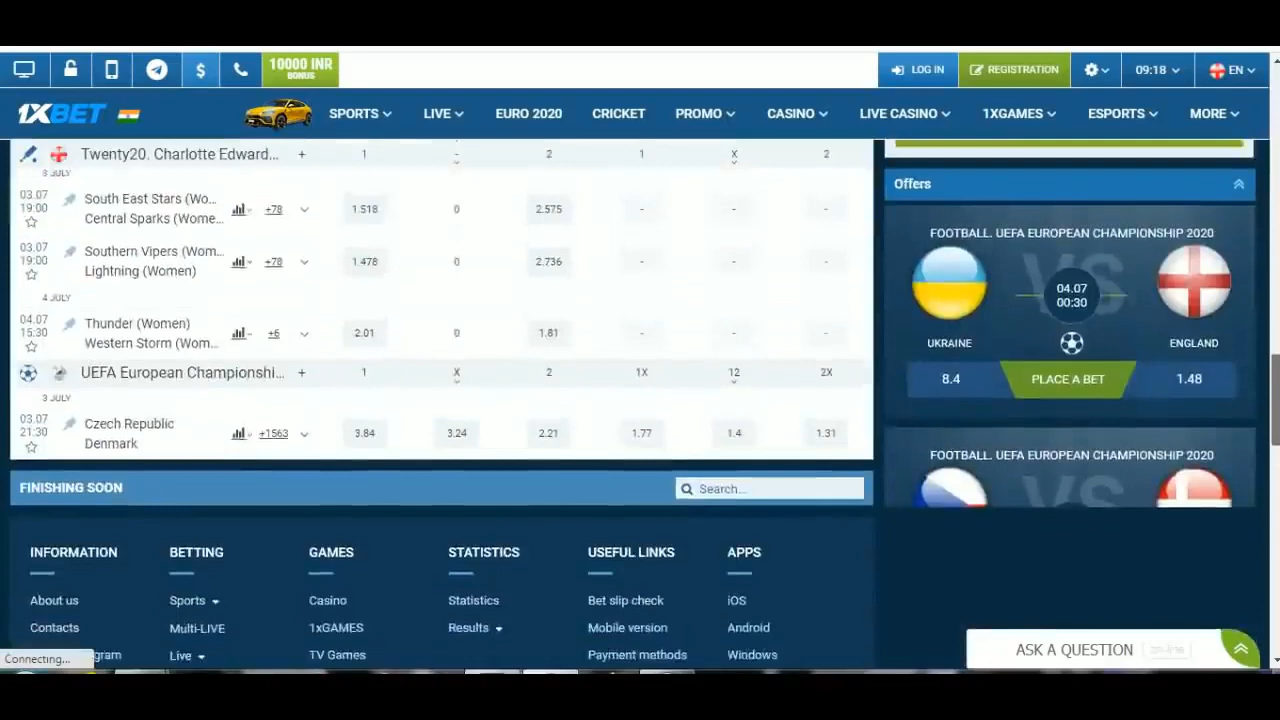 10000 INR
BONUS
LOG IN
REGISTRATION
09:18
EN
1XBET
SPORTS
LIVE
EURO 2020
CRICKET
PROMO
CASINO
LIVE CASINO
1XGAMES
ESPORTS
MORE
Twenty20. Charlotte Edward... + 1 - 2 1 X 2
3 JULY
03.07
19:00
South East Stars (Wo...
Central Sparks (Wome...
+78
1.518 0 2.575 - - -
03.07
19:00
Southern Vipers (Wom...
Lightning (Women)
+78
1.478 0 2.736 - - -
4 JULY
04.07
15:30
Thunder (Women)
Western Storm (Wom...
+6
2.01 0 1.81 - - -
UEFA European Championshi... + 1 X 2 1X 12 2X
3 JULY
03.07
21:30
Czech Republic
Denmark
+1563
3.84 3.24 2.21 1.77 1.4 1.31
FINISHING SOON
Search...
Offers
FOOTBALL. UEFA EUROPEAN CHAMPIONSHIP 2020
VS
04.07
00:30
UKRAINE
ENGLAND
8.4 PLACE A BET 1.48
FOOTBALL. UEFA EUROPEAN CHAMPIONSHIP 2020
VS
INFORMATION
About us
Contacts
gram
BETTING
Sports
Multi-LIVE
Live
GAMES
Casino
1xGAMES
TV Games
STATISTICS
Statistics
Results
USEFUL LINKS
Bet slip check
Mobile version
Payment methods
APPS
iOS
Android
Windows
Connecting...
ASK A QUESTION
on-line